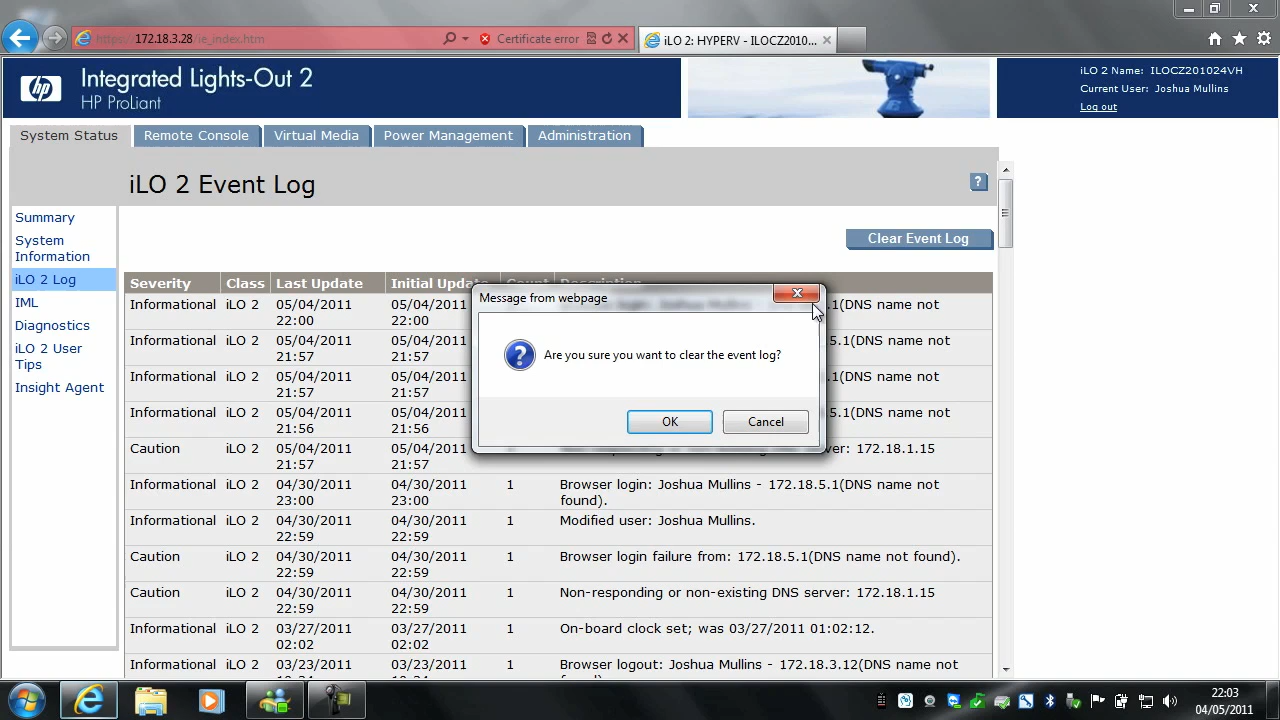 https://172.18.3.28/ie_index.htm
Certificate error
iLO 2: HYPERV - ILOCZ2010...
hp
Integrated Lights-Out 2
HP ProLiant
iLO 2 Name: ILOCZ201024VH
Current User: Joshua Mullins
Log out
System Status
Remote Console
Virtual Media
Power Management
Administration
iLO 2 Event Log
?
Summary
System
Information
iLO 2 Log
IML
Diagnostics
iLO 2 User
Tips
Insight Agent
Clear Event Log
Severity Class Last Update Initial Update Count Description
Informational iLO 2 05/04/2011 05/04/2011 .1(DNS name not
22:00 22:00
Informational iLO 2 05/04/2011 05/04/2011 5.1(DNS name not
21:57 21:57
Informational iLO 2 05/04/2011 05/04/2011 .1(DNS name not
21:57 21:57
Informational iLO 2 05/04/2011 05/04/2011 5.1(DNS name not
21:56 21:56
Caution iLO 2 05/04/2011 05/04/2011 server: 172.18.1.15
21:57 21:57
Informational iLO 2 04/30/2011 04/30/2011 1 Browser login: Joshua Mullins - 172.18.5.1(DNS name not
23:00 23:00 found).
Informational iLO 2 04/30/2011 04/30/2011 1 Modified user: Joshua Mullins.
22:59 22:59
Caution iLO 2 04/30/2011 04/30/2011 1 Browser login failure from: 172.18.5.1(DNS name not found).
22:59 22:59
Caution iLO 2 04/30/2011 04/30/2011 1 Non-responding or non-existing DNS server: 172.18.1.15
22:59 22:59
Informational iLO 2 03/27/2011 03/27/2011 1 On-board clock set; was 03/27/2011 01:02:12.
02:02 02:02
Informational iLO 2 03/23/2011 03/23/2011 1 Browser logout: Joshua Mullins - 172.18.3.12(DNS name not
Message from webpage
Are you sure you want to clear the event log?
OK
Cancel
22:03
04/05/2011